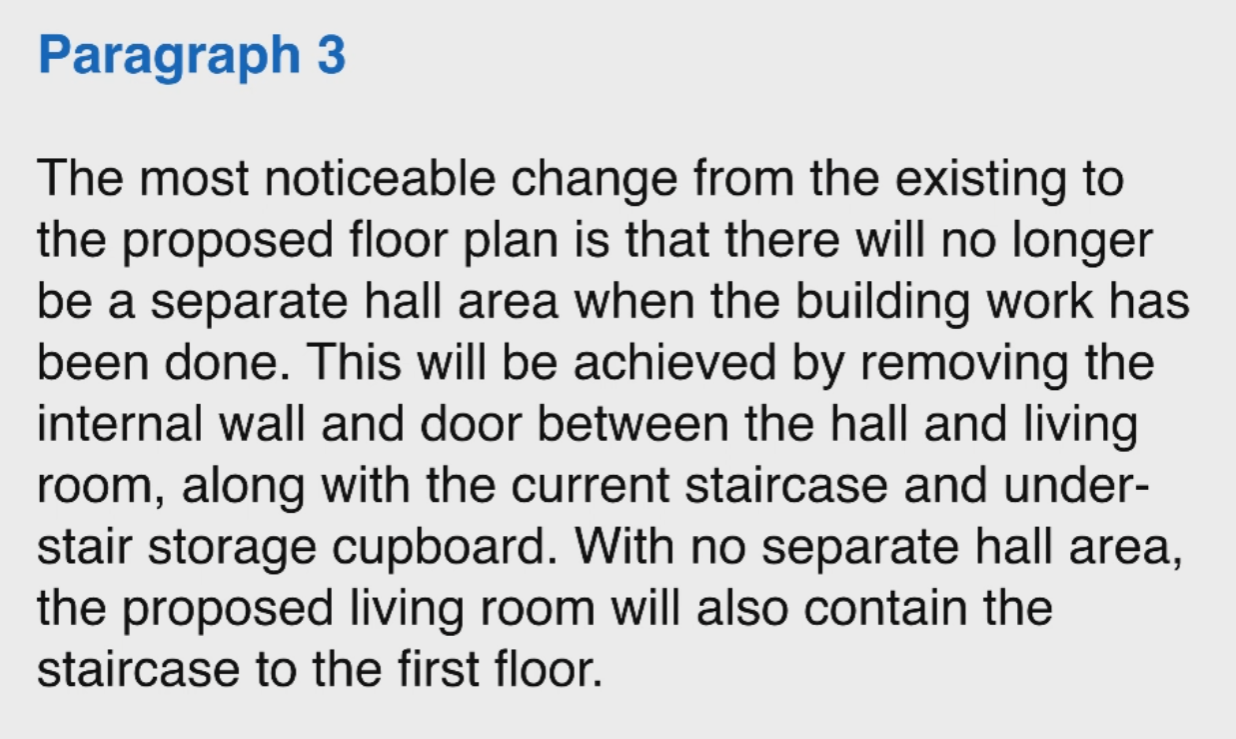 Paragraph 3
The most noticeable change from the existing to
the proposed floor plan is that there will no longer
be a separate hall area when the building work has
been done. This will be achieved by removing the
internal wall and door between the hall and living
room, along with the current staircase and under-
stair storage cupboard. With no separate hall area,
the proposed living room will also contain the
staircase to the first floor.